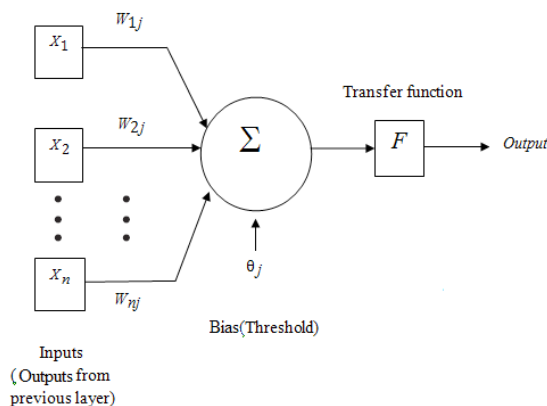 W1j
X1
Transfer function
W2j
X2
Σ
F
Output
Xn
θj
Wnj
Bias(Threshold)
Inputs
(Outputs from
previous layer)